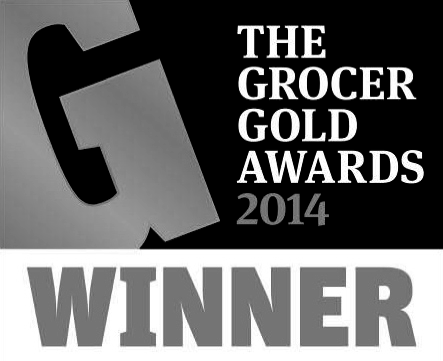 THE
GROCER
GOLD
AWARDS
2014
WINNER